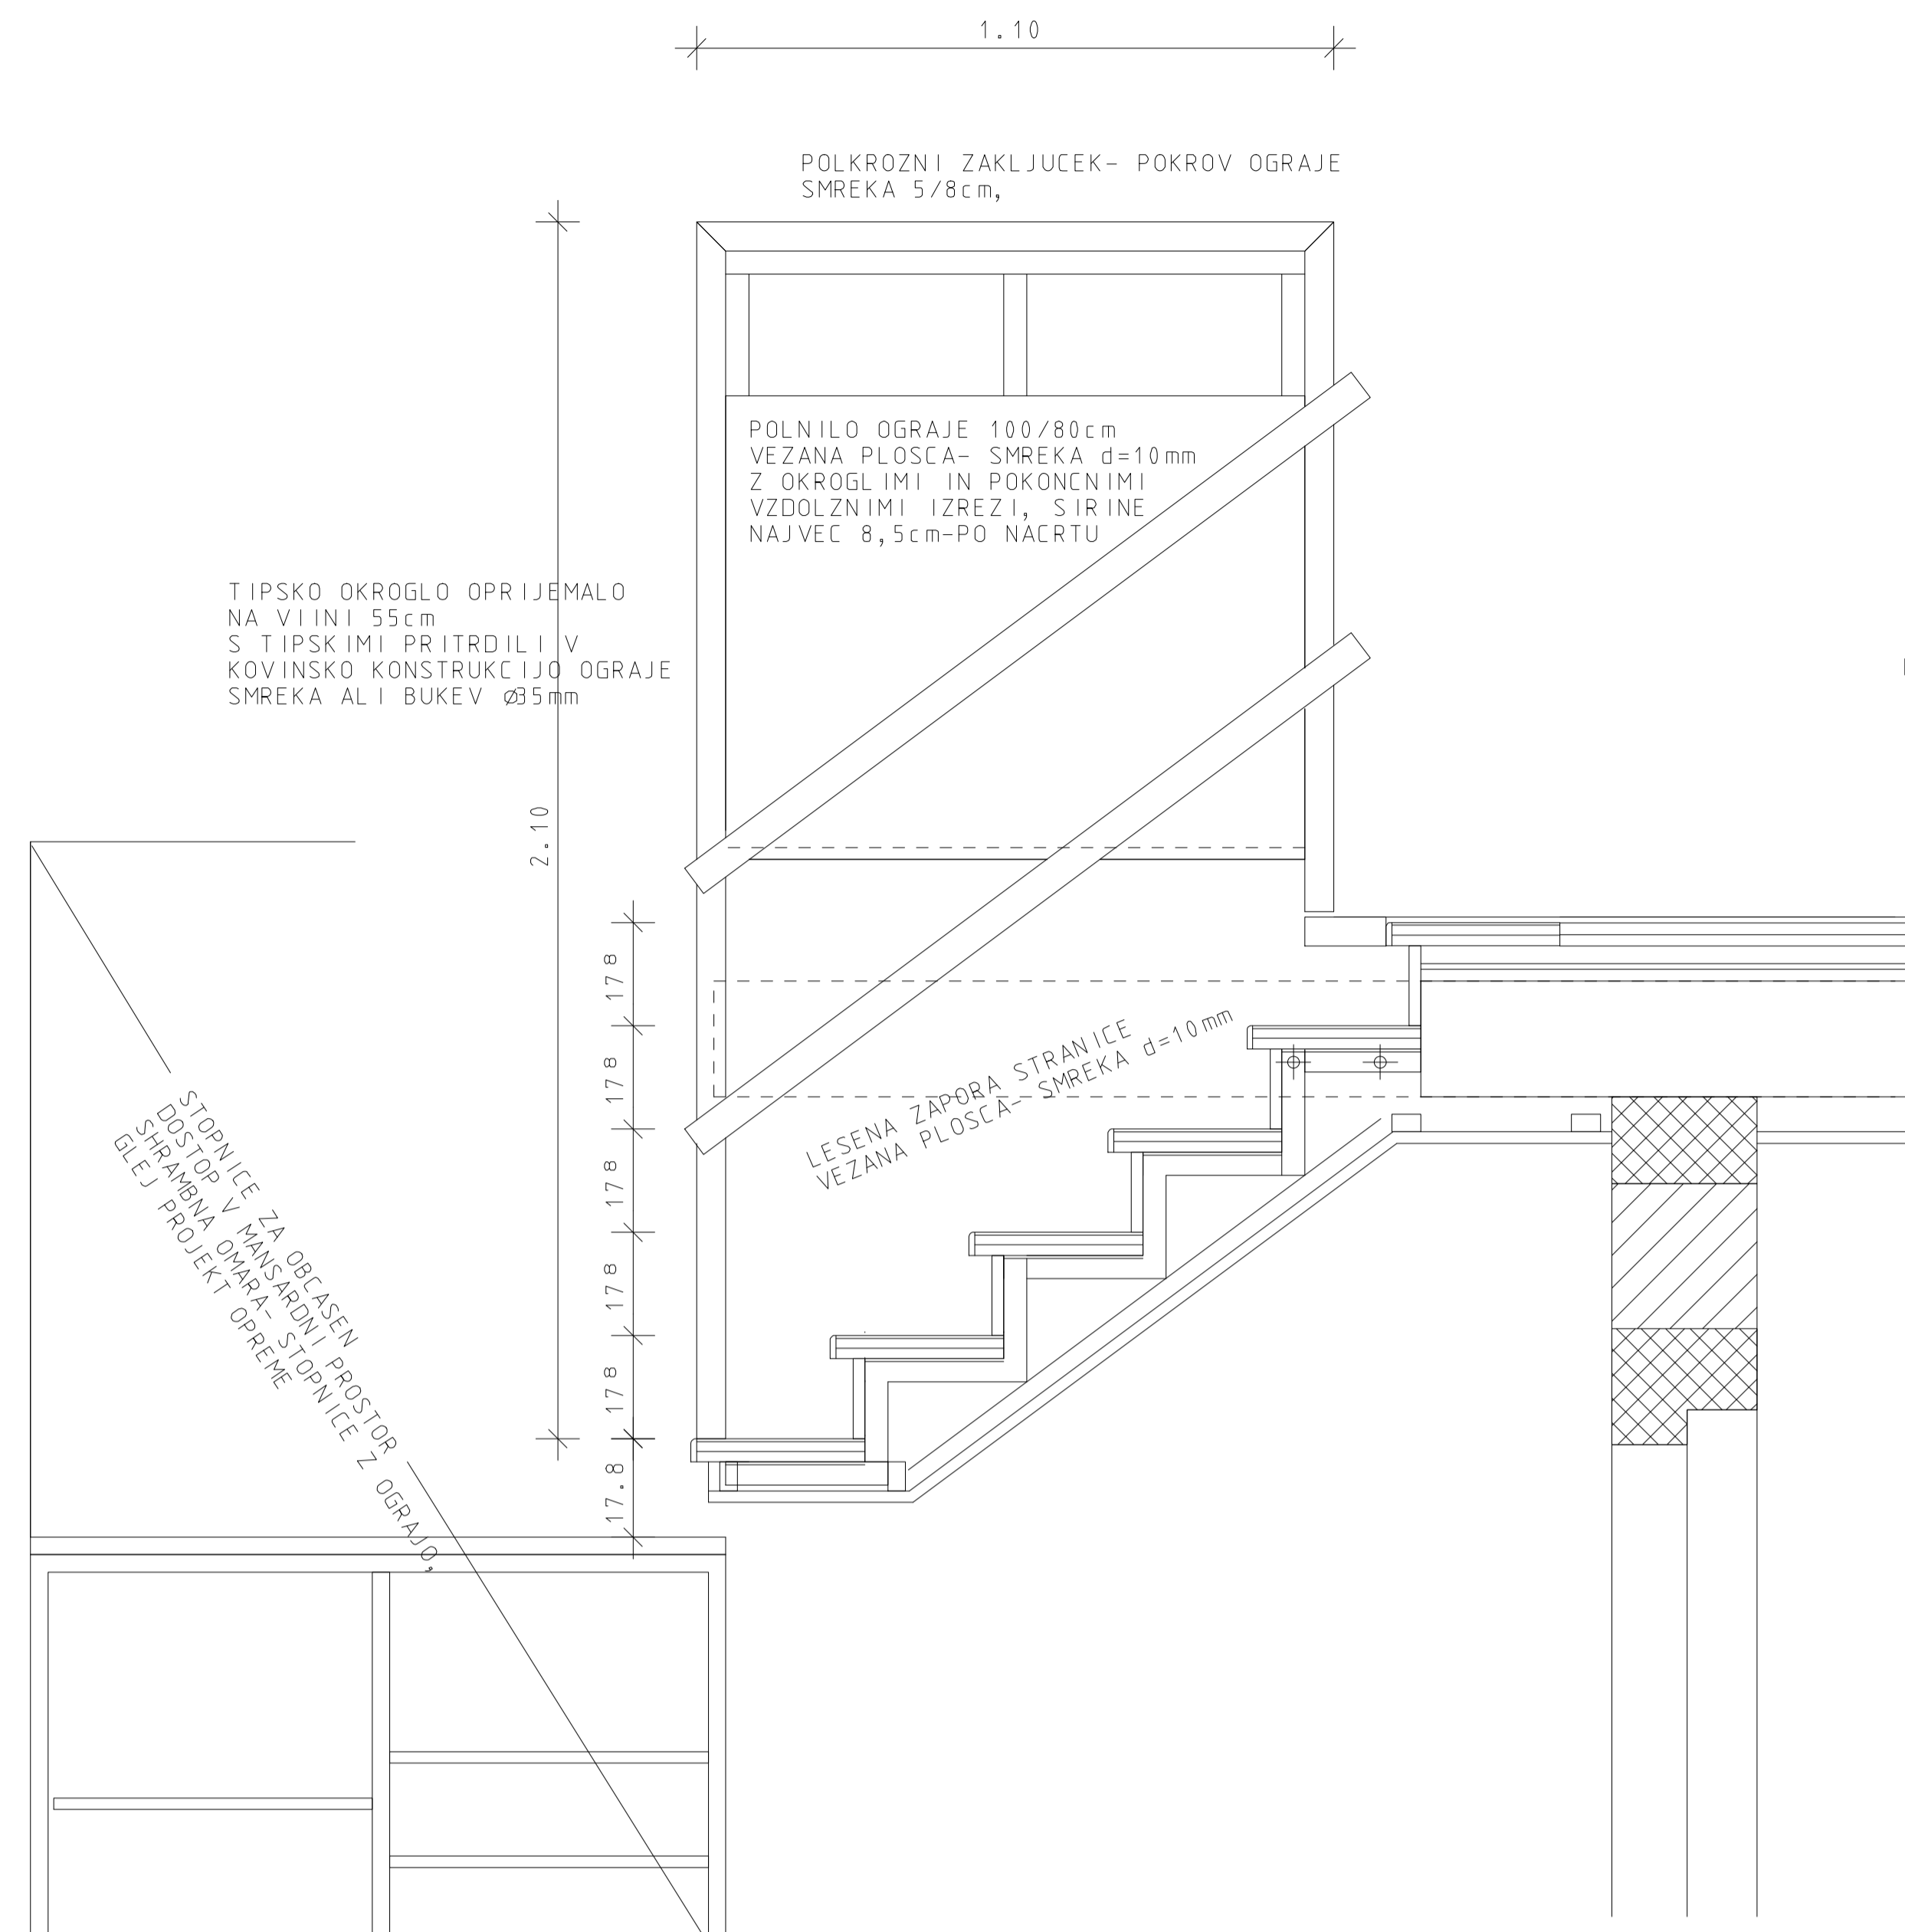 1.10
POLKROZNI ZAKLJUCEK- POKROV OGRAJE
SMREKA 5/8cm,
POLNILO OGRAJE 100/80cm
VEZANA PLOSCA- SMREKA d=10mm
Z OKROGLIMI IN POKONCNIMI
VZDOLZNIMI IZREZI, SIRINE
NAJVEC 8,5cm-PO NACRTU
TIPSKO OKROGLO OPRIJEMALO
NA VIINI 55cm
S TIPSKIMI PRITRDILI V
KOVINSKO KONSTRUKCIJO OGRAJE
SMREKA ALI BUKEV ø35mm
2.10
178
178
178
178
178
17.8
LESENA ZAPORA STRANICE
VEZANA PLOSCA- SMREKA d=10mm
STOPNICE ZA OBCASEN
DOSTOP V MANSARDNI PROSTOR
SHRAMBNA OMARA- STOPNICE Z OGRAJO,
GLEJ PROJEKT OPREME